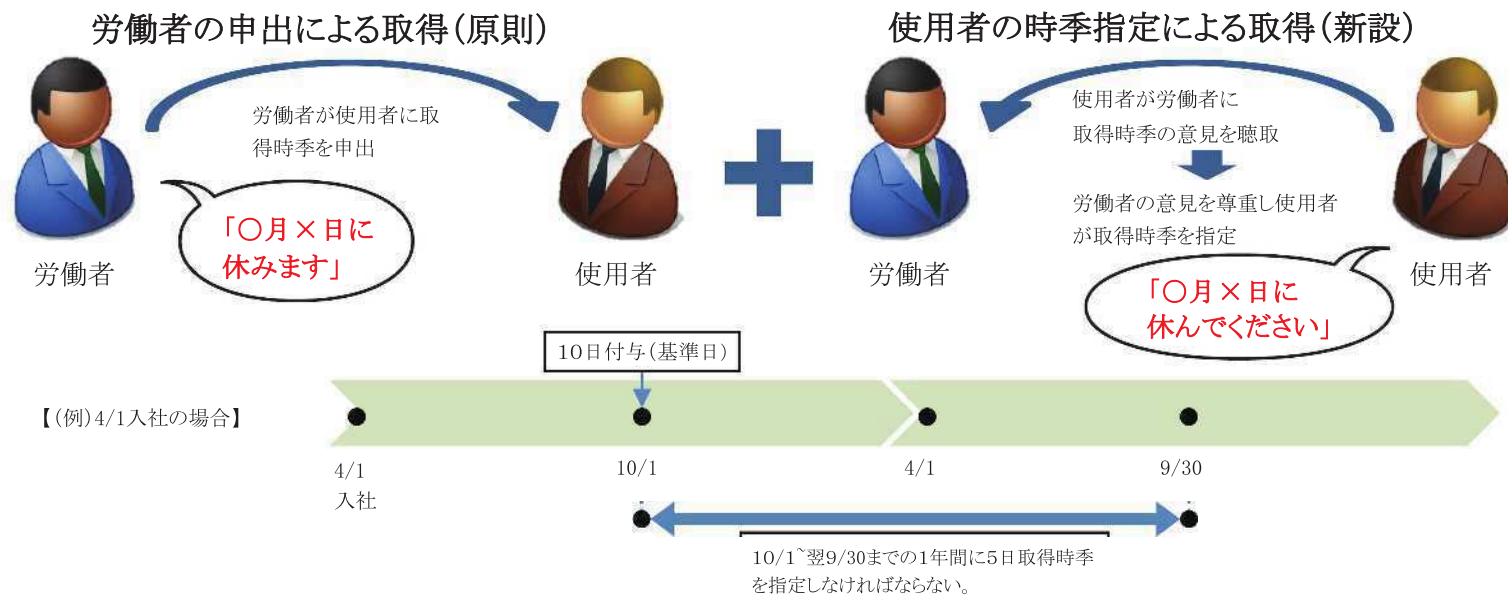 労働者の申出による取得(原則)
労働者が使用者に取
得時季を申出
「〇月×日に
休みます」
労働者
使用者
使用者の時季指定による取得(新設)
使用者が労働者に
取得時季の意見を聴取
労働者の意見を尊重し使用者
が取得時季を指定
「〇月×日に
休んでください」
労働者
使用者
10日付与(基準日)
【(例)4/1入社の場合】
4/1
入社
10/1
4/1
9/30
10/1~翌9/30までの1年間に5日取得時季
を指定しなければならない。